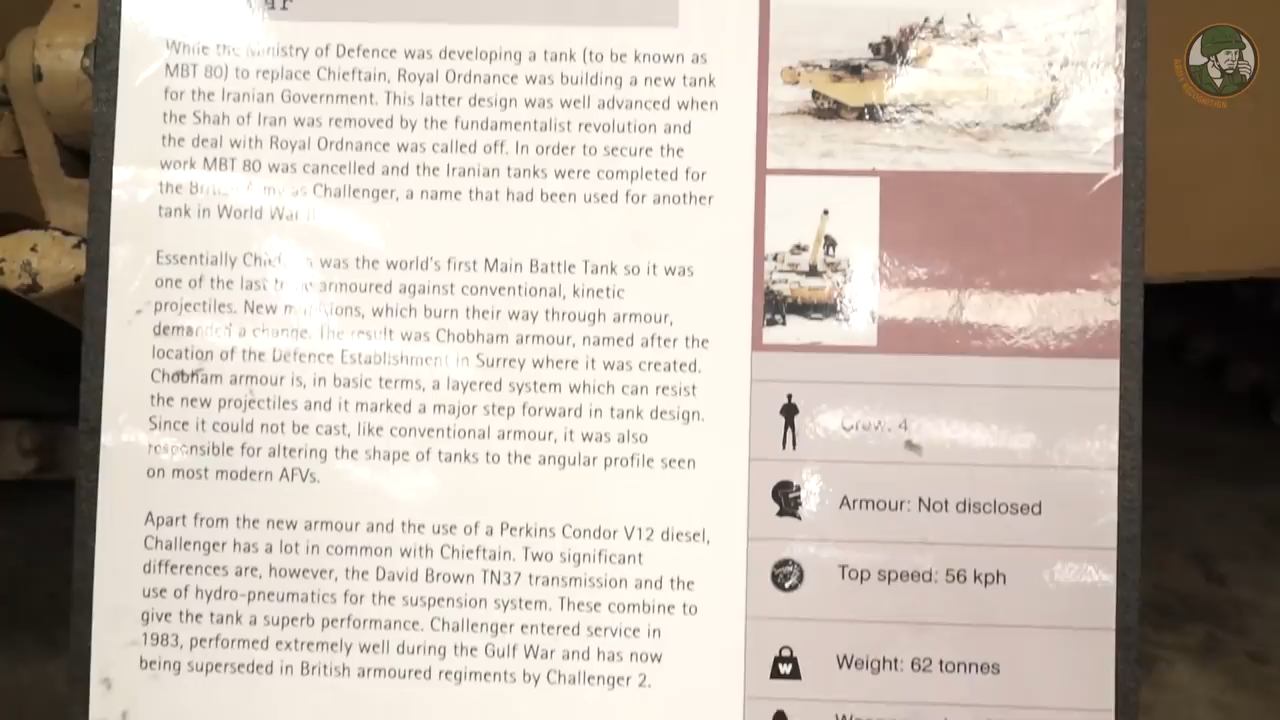 While the Ministry of Defence was developing a tank (to be known as
MBT 80) to replace Chieftain, Royal Ordnance was building a new tank
for the Iranian Government. This latter design was well advanced when
the Shah of Iran was removed by the fundamentalist revolution and
the deal with Royal Ordnance was called off. In order to secure the
work MBT 80 was cancelled and the Iranian tanks were completed for
the British Army as Challenger, a name that had been used for another
tank in World War
Essentially Chieftain was the world's first Main Battle Tank so it was
one of the last to be armoured against conventional, kinetic
projectiles. New munitions, which burn their way through armour,
demanded a change. The result was Chobham armour, named after the
location of the Defence Establishment in Surrey where it was created.
Chobham armour is, in basic terms, a layered system which can resist
the new projectiles and it marked a major step forward in tank design.
Since it could not be cast, like conventional armour, it was also
responsible for altering the shape of tanks to the angular profile seen
on most modern AFVs.
Apart from the new armour and the use of a Perkins Condor V12 diesel,
Challenger has a lot in common with Chieftain. Two significant
differences are, however, the David Brown TN37 transmission and the
use of hydro-pneumatics for the suspension system. These combine to
give the tank a superb performance. Challenger entered service in
1983, performed extremely well during the Gulf War and has now
being superseded in British armoured regiments by Challenger 2.
Crew: 4
Armour: Not disclosed
Top speed: 56 kph
W
Weight: 62 tonnes
ARMY RECOGNITION